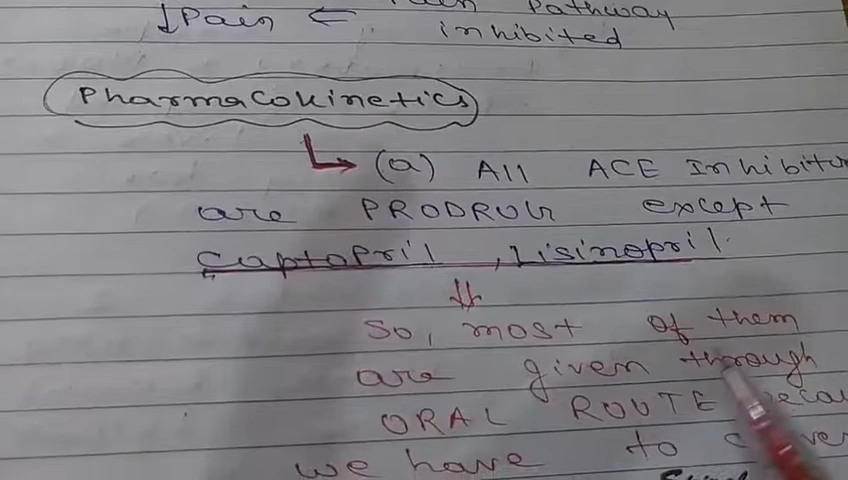 ↓Pain ⇐ Pathway
inhibited
Pharmacokinetics
↳ (a) All ACE Inhibitor
are PRODRUG except
Captopril, Lisinopril.
⇓
So, most of them
are given through
ORAL ROUTE
we have to